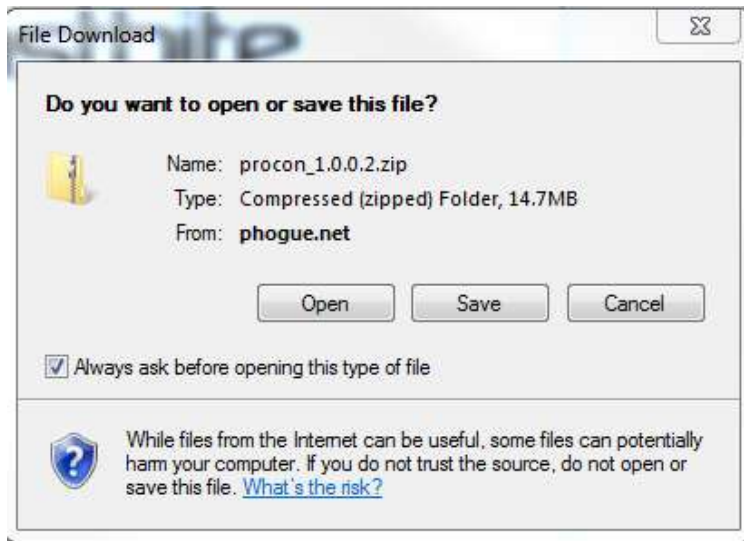 File Download
Do you want to open or save this file?
Name: procon_1.0.0.2.zip
Type: Compressed (zipped) Folder, 14.7MB
From: phogue.net
Open Save Cancel
Always ask before opening this type of file
While files from the Internet can be useful, some files can potentially
harm your computer. If you do not trust the source, do not open or
save this file. What's the risk?